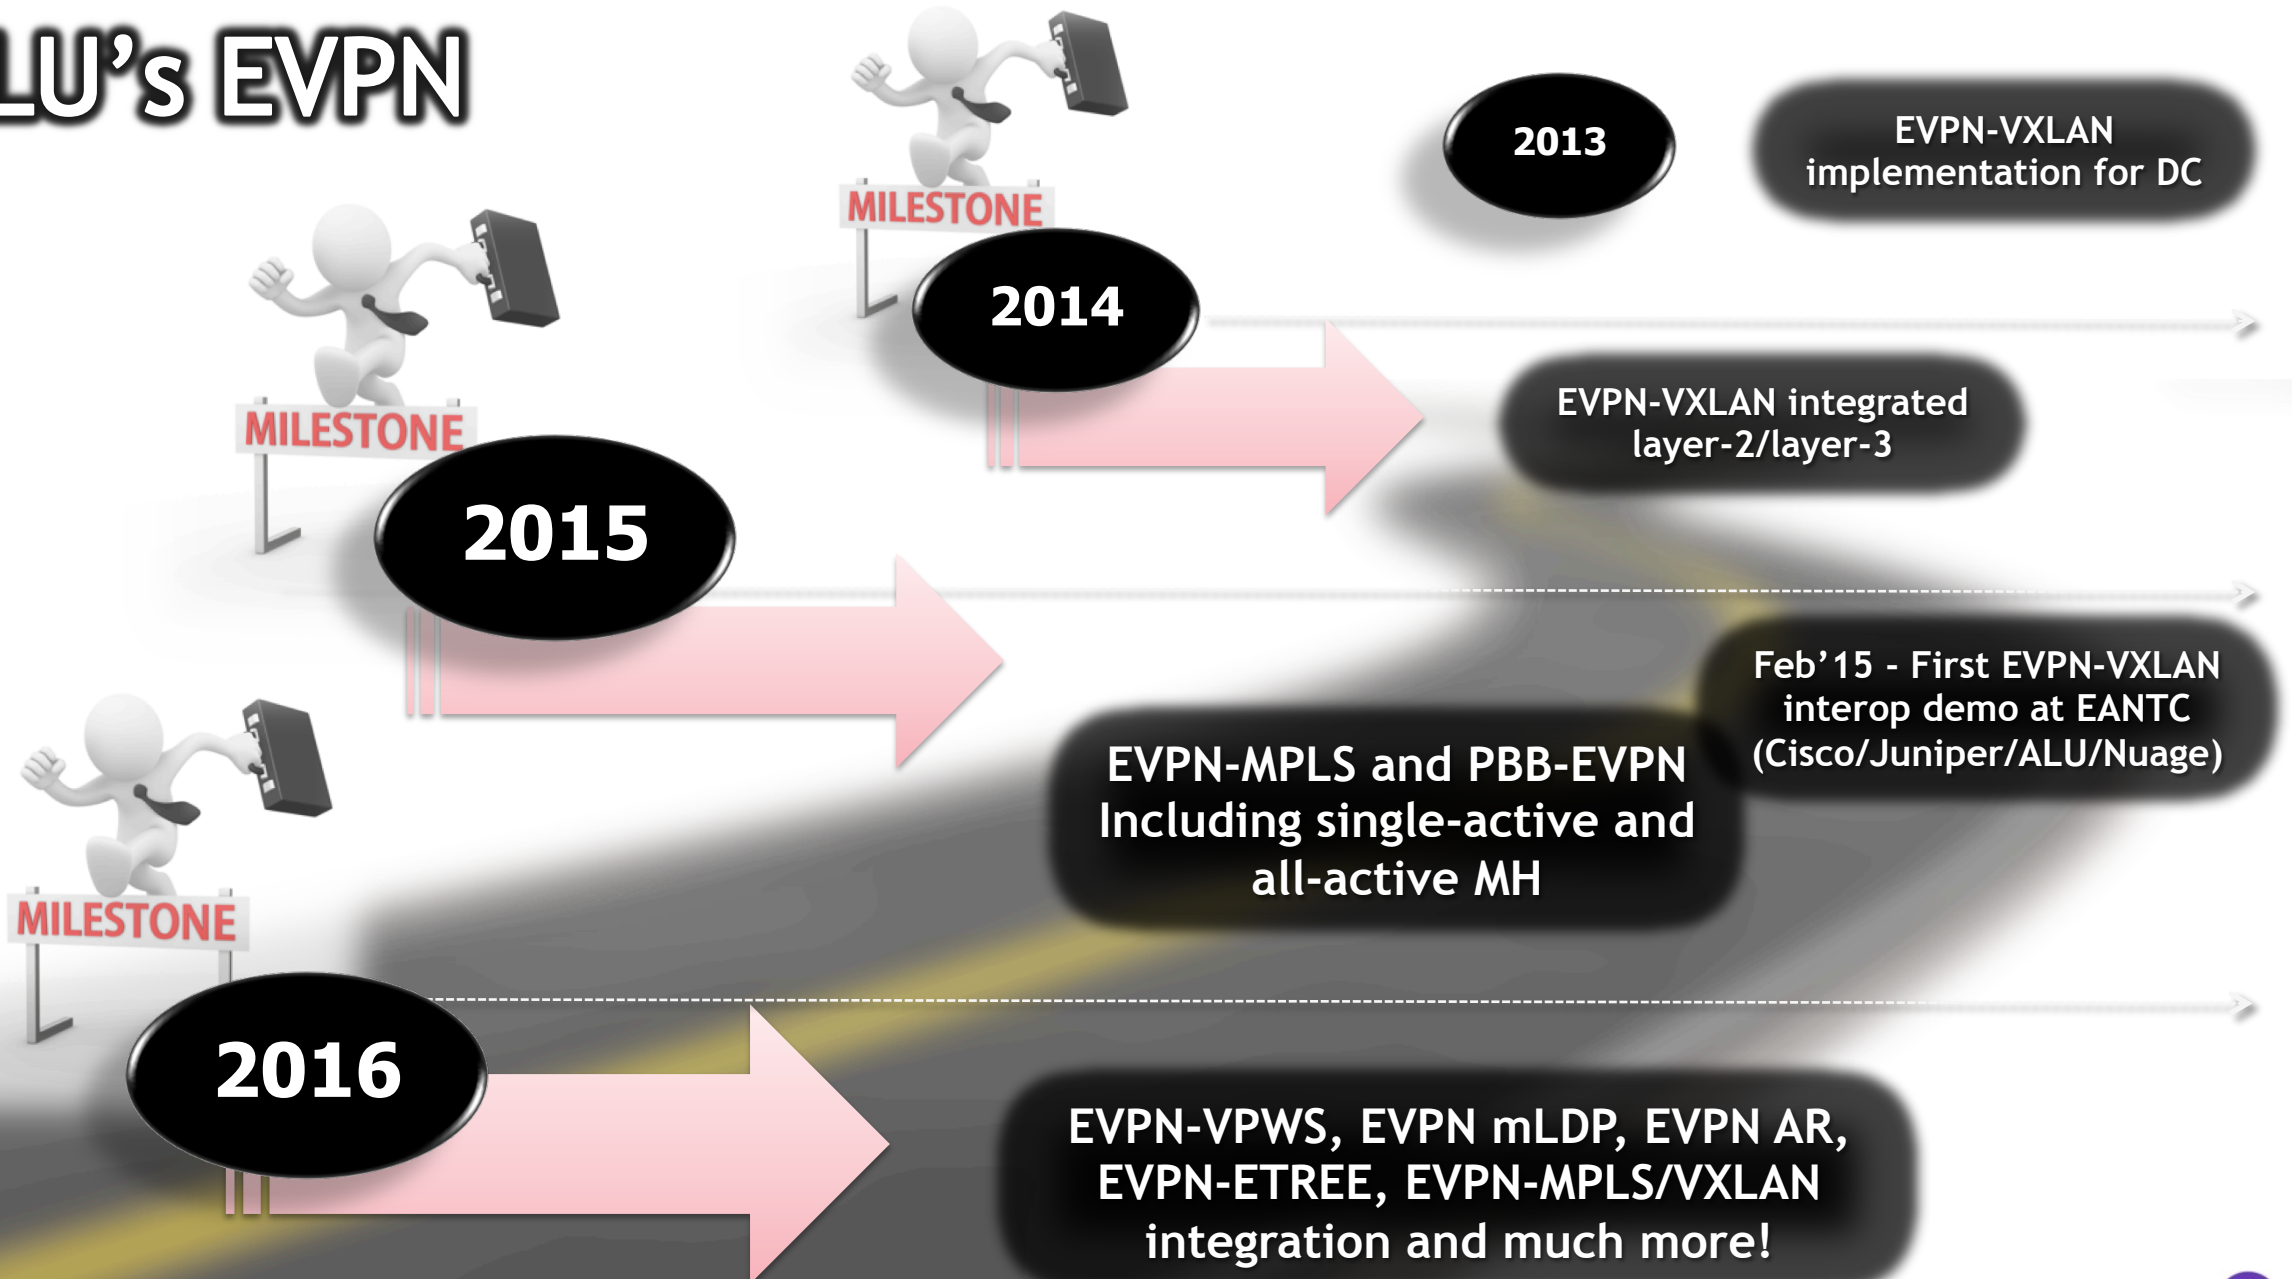 LU's EVPN
2013
EVPN-VXLAN
implementation for DC
MILESTONE
2014
EVPN-VXLAN integrated
layer-2/layer-3
MILESTONE
2015
Feb’15 - First EVPN-VXLAN
interop demo at EANTC
(Cisco/Juniper/ALU/Nuage)
EVPN-MPLS and PBB-EVPN
Including single-active and
all-active MH
MILESTONE
2016
EVPN-VPWS, EVPN mLDP, EVPN AR,
EVPN-ETREE, EVPN-MPLS/VXLAN
integration and much more!